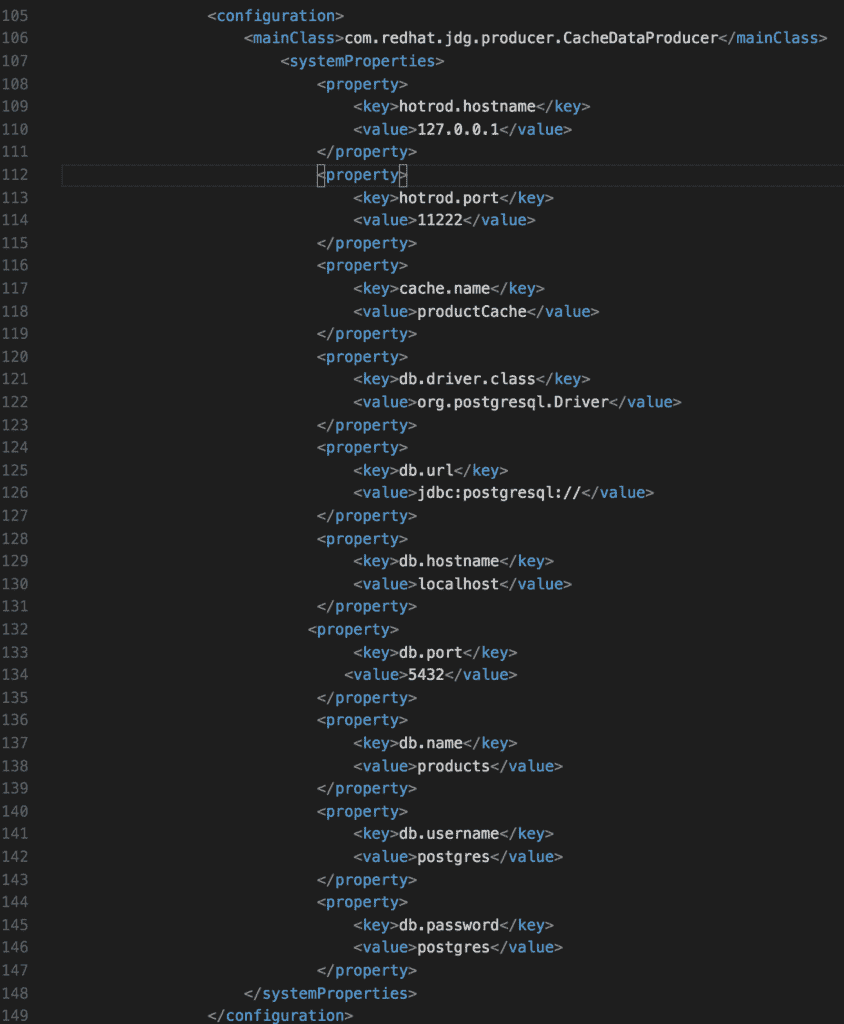 105 <configuration>
106 <mainClass>com.redhat.jdg.producer.CacheDataProducer</mainClass>
107 <systemProperties>
108 <property>
109 <key>hotrod.hostname</key>
110 <value>127.0.0.1</value>
111 </property>
112 <property>
113 <key>hotrod.port</key>
114 <value>11222</value>
115 </property>
116 <property>
117 <key>cache.name</key>
118 <value>productCache</value>
119 </property>
120 <property>
121 <key>db.driver.class</key>
122 <value>org.postgresql.Driver</value>
123 </property>
124 <property>
125 <key>db.url</key>
126 <value>jdbc:postgresql://</value>
127 </property>
128 <property>
129 <key>db.hostname</key>
130 <value>localhost</value>
131 </property>
132 <property>
133 <key>db.port</key>
134 <value>5432</value>
135 </property>
136 <property>
137 <key>db.name</key>
138 <value>products</value>
139 </property>
140 <property>
141 <key>db.username</key>
142 <value>postgres</value>
143 </property>
144 <property>
145 <key>db.password</key>
146 <value>postgres</value>
147 </property>
148 </systemProperties>
149 </configuration>